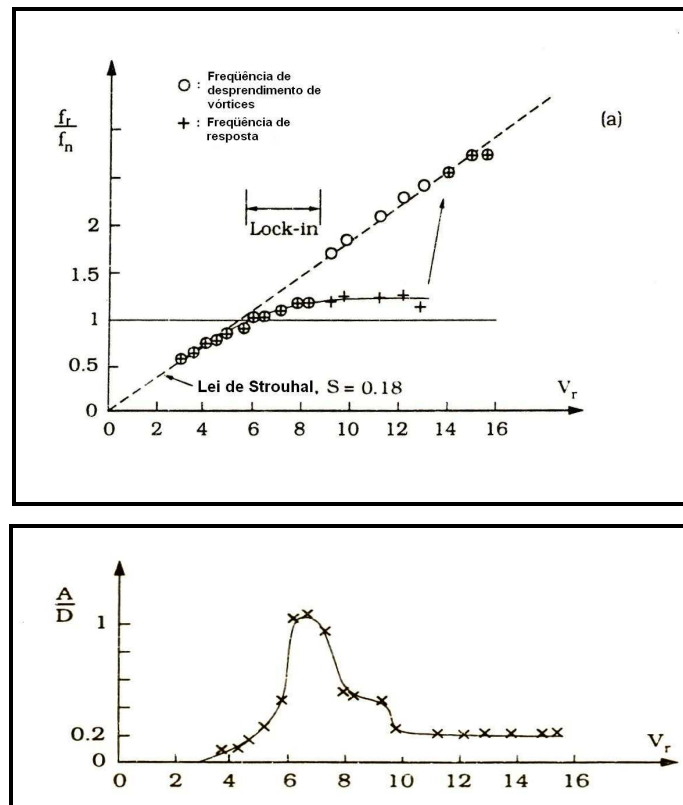 f_r
f_n
○ : Freqüência de
desprendimento de
vórtices
+ : Freqüência de
resposta
(a)
2
Lock-in
1.5
1
0.5
Lei de Strouhal, S = 0.18
V_r
0
0 2 4 6 8 10 12 14 16
A
D
1
0.2
V_r
0
0 2 4 6 8 10 12 14 16